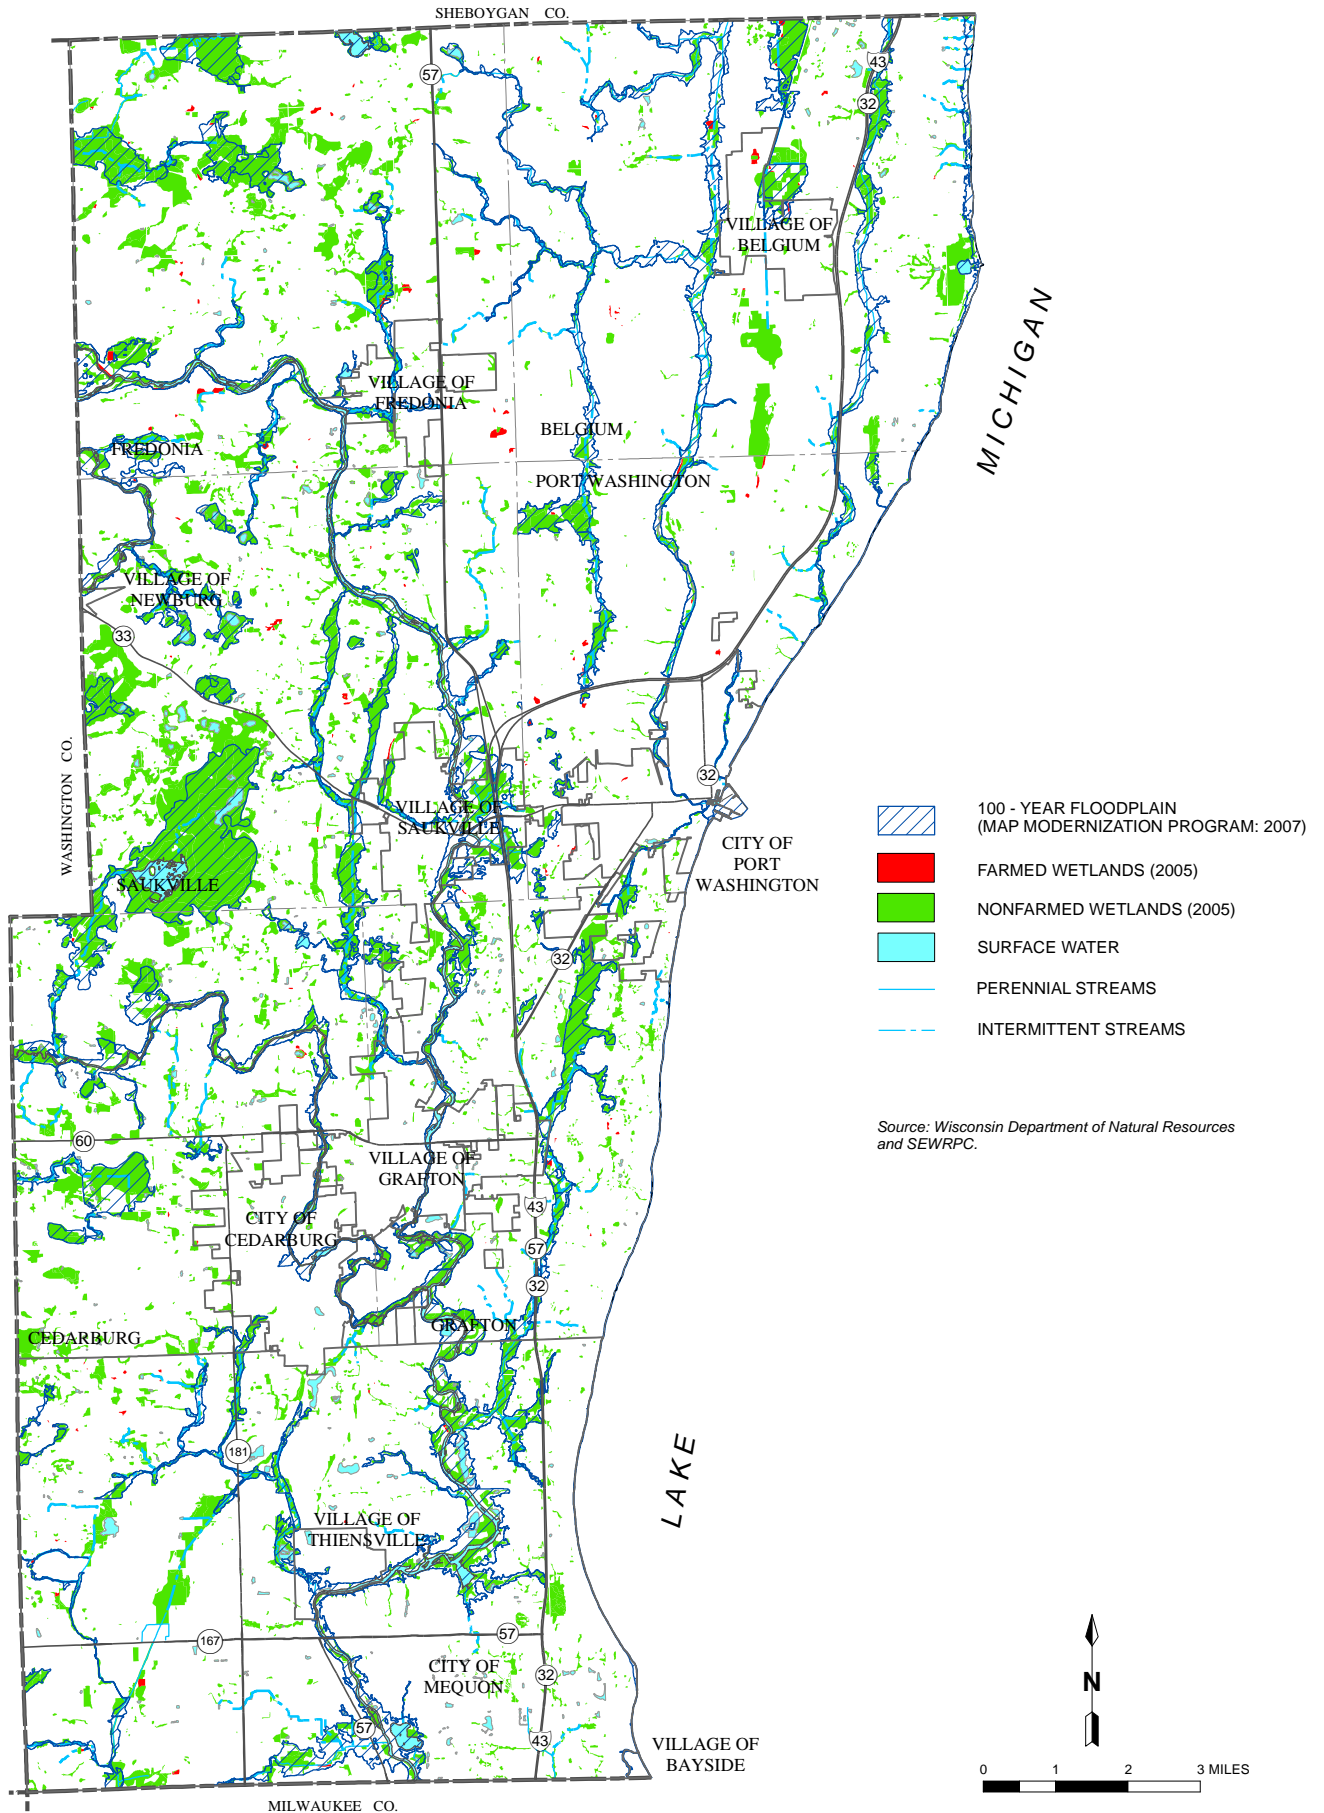 SHEBOYGAN CO.
57
43
32
VILLAGE OF
BELGIUM
MICHIGAN
VILLAGE OF
FREDONIA
BELGIUM
FREDONIA
PORT WASHINGTON
VILLAGE OF
NEWBURG
33
WASHINGTON CO.
32
VILLAGE OF
SAUKVILLE
CITY OF
PORT
WASHINGTON
SAUKVILLE
32
100 - YEAR FLOODPLAIN
(MAP MODERNIZATION PROGRAM: 2007)
FARMED WETLANDS (2005)
NONFARMED WETLANDS (2005)
SURFACE WATER
PERENNIAL STREAMS
INTERMITTENT STREAMS
Source: Wisconsin Department of Natural Resources
and SEWRPC.
60
VILLAGE OF
GRAFTON
43
CITY OF
CEDARBURG
57
32
GRAFTON
CEDARBURG
181
LAKE
VILLAGE OF
THIENSVILLE
167
57
CITY OF
MEQUON
32
57
43
VILLAGE OF
BAYSIDE
N
0 1 2 3 MILES
MILWAUKEE CO.